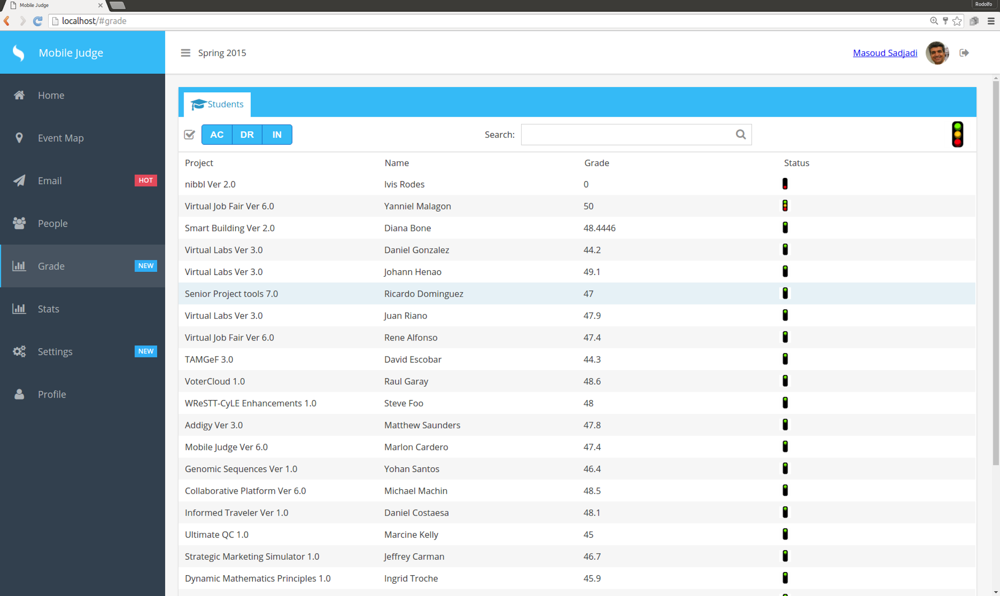 Mobile Judge
Rodolfo
localhost/#grade
Mobile Judge
Spring 2015
Masoud Sadjadi
Home
Event Map
Email HOT
People
Grade NEW
Stats
Settings NEW
Profile
Students
AC DR IN
Search:
Project Name Grade Status
nibbl Ver 2.0 Ivis Rodes 0
Virtual Job Fair Ver 6.0 Yanniel Malagon 50
Smart Building Ver 2.0 Diana Bone 48.4446
Virtual Labs Ver 3.0 Daniel Gonzalez 44.2
Virtual Labs Ver 3.0 Johann Henao 49.1
Senior Project tools 7.0 Ricardo Dominguez 47
Virtual Labs Ver 3.0 Juan Riano 47.9
Virtual Job Fair Ver 6.0 Rene Alfonso 47.4
TAMGeF 3.0 David Escobar 44.3
VoterCloud 1.0 Raul Garay 48.6
WReSTT-CyLE Enhancements 1.0 Steve Foo 48
Addigy Ver 3.0 Matthew Saunders 47.8
Mobile Judge Ver 6.0 Marlon Cardero 47.4
Genomic Sequences Ver 1.0 Yohan Santos 46.4
Collaborative Platform Ver 6.0 Michael Machin 48.5
Informed Traveler Ver 1.0 Daniel Costaesa 48.1
Ultimate QC 1.0 Marcine Kelly 45
Strategic Marketing Simulator 1.0 Jeffrey Carman 46.7
Dynamic Mathematics Principles 1.0 Ingrid Troche 45.9